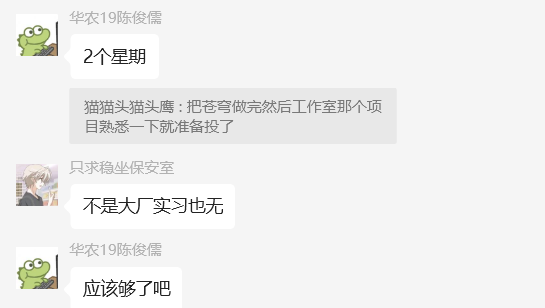 华农19陈俊儒
2个星期
猫猫头猫头鹰 : 把苍穹做完然后工作室那个项
目熟悉一下就准备投了
只求稳坐保安室
不是大厂实习也无
华农19陈俊儒
应该够了吧